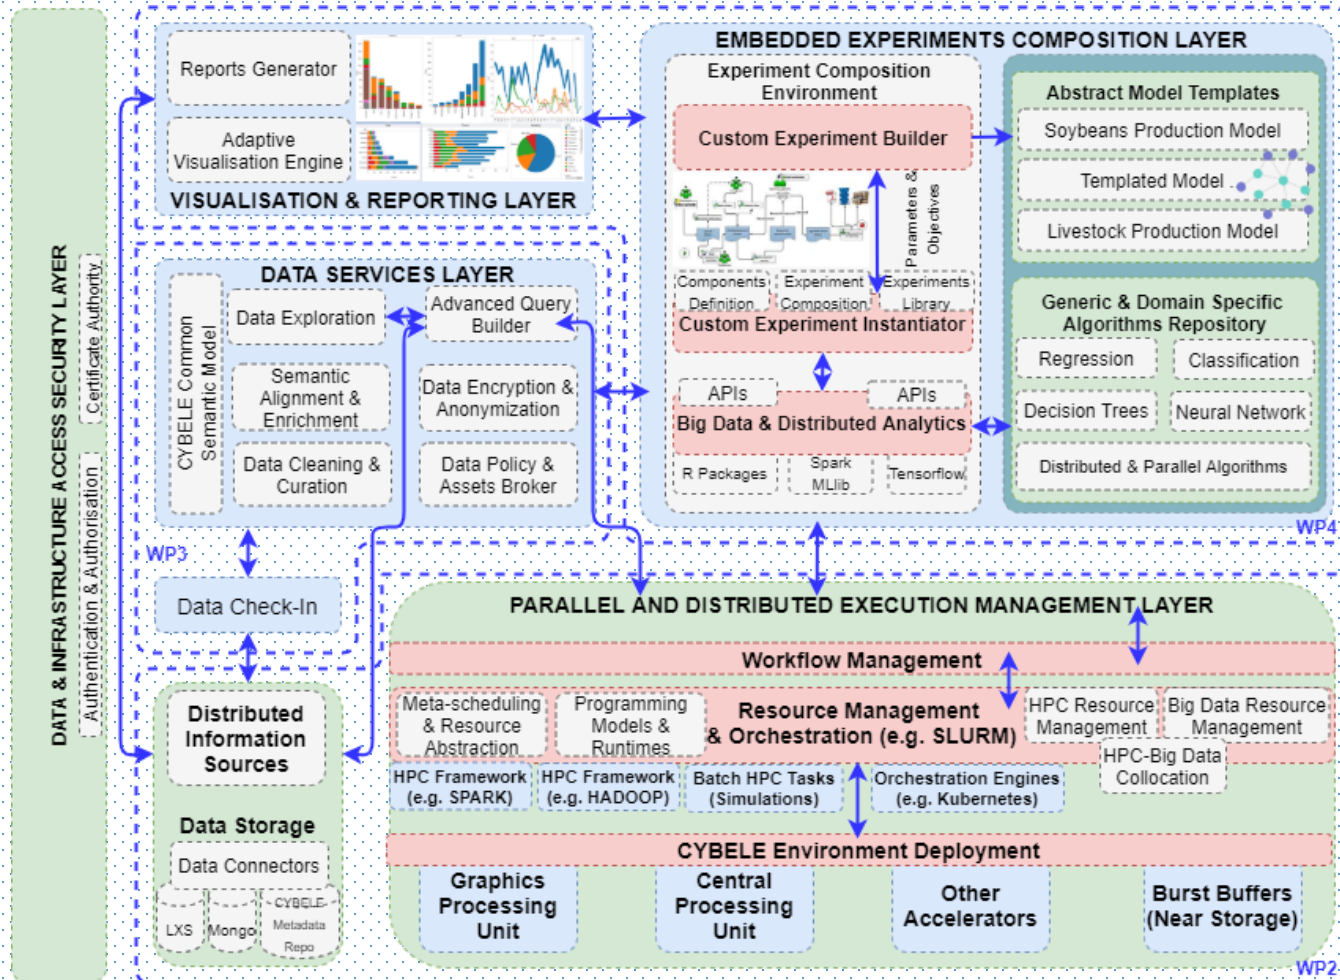 DATA & INFRASTRUCTURE ACCESS SECURITY LAYER
Certificate Authority
Authentication & Authorisation
Reports Generator
Adaptive
Visualisation Engine
VISUALISATION & REPORTING LAYER
DATA SERVICES LAYER
CYBELE Common
Semantic Model
Data Exploration
Advanced Query
Builder
Semantic
Alignment &
Enrichment
Data Encryption &
Anonymization
Data Cleaning &
Curation
Data Policy &
Assets Broker
WP3
Data Check-In
Distributed
Information
Sources
Data Storage
Data Connectors
LXS
Mongo
CYBELE
Metadata
Repo
EMBEDDED EXPERIMENTS COMPOSITION LAYER
Experiment Composition
Environment
Custom Experiment Builder
Parameters &
Objectives
Components
Definition
Experiment
Composition
Experiments
Library
Custom Experiment Instantiator
APIs
APIs
Big Data & Distributed Analytics
R Packages
Spark
MLlib
Tensorflow
Abstract Model Templates
Soybeans Production Model
Templated Model
Livestock Production Model
Generic & Domain Specific
Algorithms Repository
Regression
Classification
Decision Trees
Neural Network
Distributed & Parallel Algorithms
WP4
PARALLEL AND DISTRIBUTED EXECUTION MANAGEMENT LAYER
Workflow Management
Meta-scheduling
& Resource
Abstraction
Programming
Models &
Runtimes
Resource Management
& Orchestration (e.g. SLURM)
HPC Resource
Management
Big Data Resource
Management
HPC-Big Data
Collocation
HPC Framework
(e.g. SPARK)
HPC Framework
(e.g. HADOOP)
Batch HPC Tasks
(Simulations)
Orchestration Engines
(e.g. Kubernetes)
CYBELE Environment Deployment
Graphics
Processing
Unit
Central
Processing
Unit
Other
Accelerators
Burst Buffers
(Near Storage)
WP2